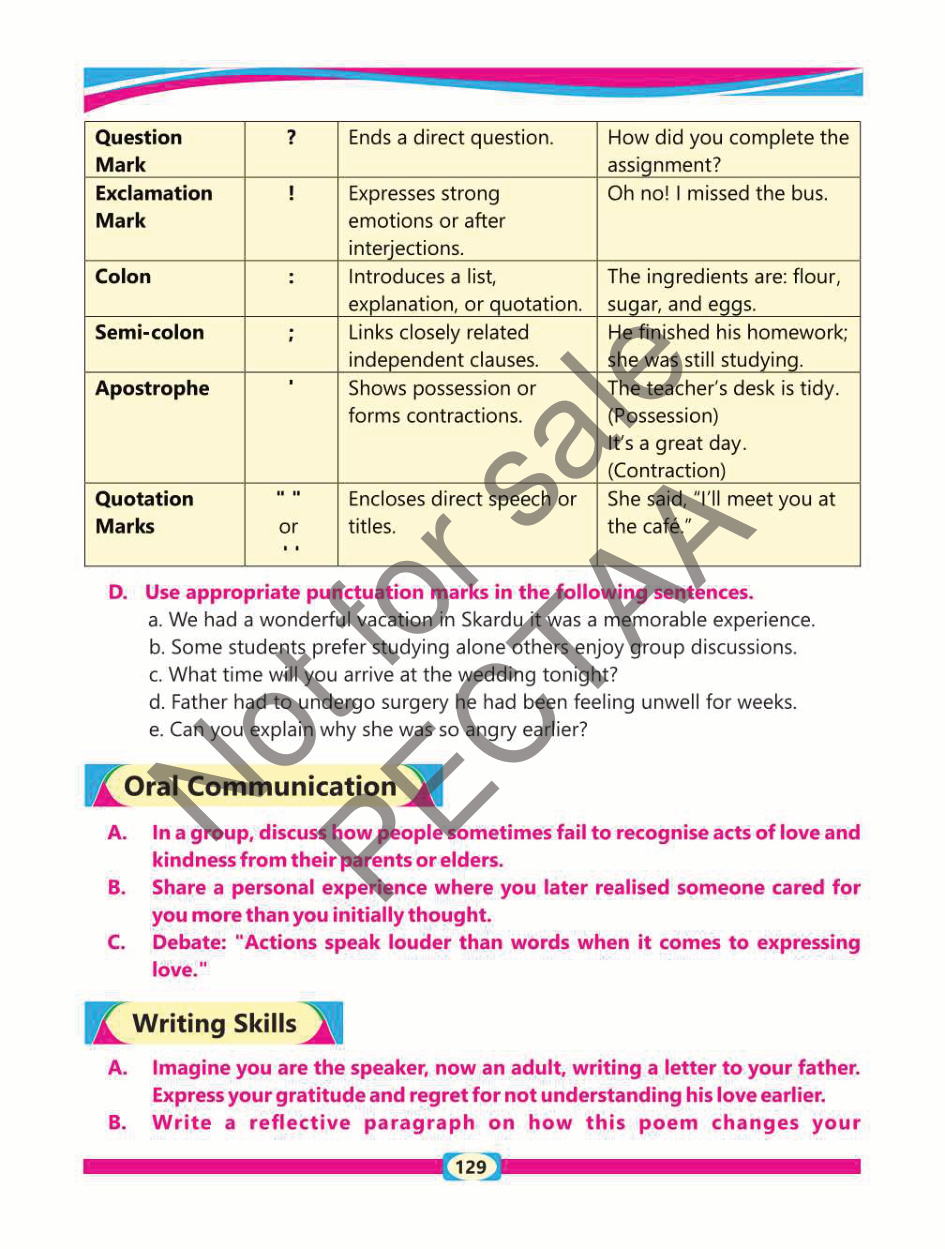 Question ? Ends a direct question. How did you complete the
Mark assignment?
Exclamation ! Expresses strong Oh no! I missed the bus.
Mark emotions or after
interjections.
Colon : Introduces a list, The ingredients are: flour,
explanation, or quotation. sugar, and eggs.
Semi-colon ; Links closely related He finished his homework;
independent clauses. she was still studying.
Apostrophe ' Shows possession or The teacher’s desk is tidy.
forms contractions. (Possession)
It’s a great day.
(Contraction)
Quotation " " Encloses direct speech or She said, “I’ll meet you at
Marks or titles. the café.”
' '
D. Use appropriate punctuation marks in the following sentences.
a. We had a wonderful vacation in Skardu it was a memorable experience.
b. Some students prefer studying alone others enjoy group discussions.
c. What time will you arrive at the wedding tonight?
d. Father had to undergo surgery he had been feeling unwell for weeks.
e. Can you explain why she was so angry earlier?
Oral Communication
A. In a group, discuss how people sometimes fail to recognise acts of love and
kindness from their parents or elders.
B. Share a personal experience where you later realised someone cared for
you more than you initially thought.
C. Debate: "Actions speak louder than words when it comes to expressing
love."
Writing Skills
A. Imagine you are the speaker, now an adult, writing a letter to your father.
Express your gratitude and regret for not understanding his love earlier.
B. Write a reflective paragraph on how this poem changes your
129
Not for sale
PECTAA